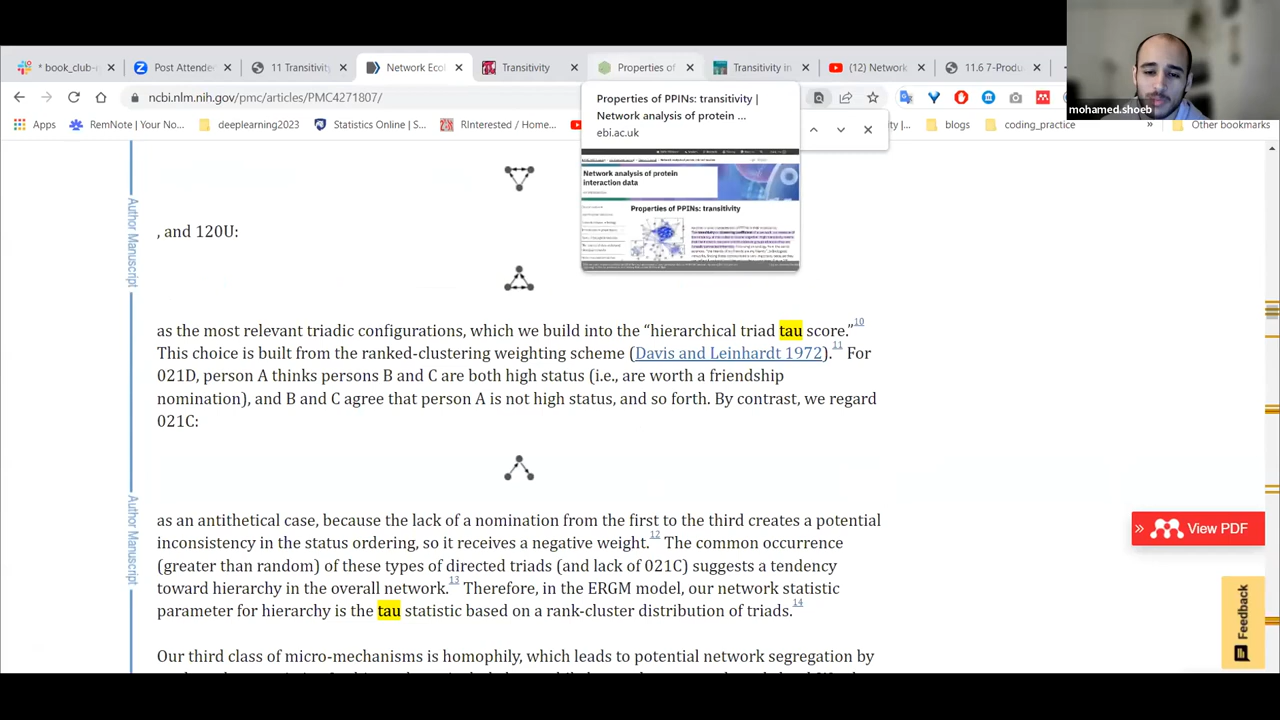 * book_club-
Post Attende
11 Transitivity
Network Eco
Transitivity
Properties of
Transitivity in
(12) Network
11.6 7-Produ
mohamed.shoeb
ncbi.nlm.nih.gov/pmc/articles/PMC4271807/
Properties of PPINs: transitivity |
Network analysis of protein ...
ebi.ac.uk
Apps
RemNote / Home...
deeplearning2023
StatisticOnline | S...
RInterested / Home...
blogs
coding_practice
»
Other bookmarks
Network analysis of protein
interaction data
Properties of PPINs: transitivity
Author Manuscript
, and 120U:
as the most relevant triadic configurations, which we build into the “hierarchical triad tau score.”10
This choice is built from the ranked-clustering weighting scheme (Davis and Leinhardt 1972).11 For
021D, person A thinks persons B and C are both high status (i.e., are worth a friendship
nomination), and B and C agree that person A is not high status, and so forth. By contrast, we regard
021C:
Author Manuscript
as an antithetical case, because the lack of a nomination from the first to the third creates a potential
inconsistency in the status ordering, so it receives a negative weight.12 The common occurrence
(greater than random) of these types of directed triads (and lack of 021C) suggests a tendency
toward hierarchy in the overall network.13 Therefore, in the ERGM model, our network statistic
parameter for hierarchy is the tau statistic based on a rank-cluster distribution of triads.14
Our third class of micro-mechanisms is homophily, which leads to potential network segregation by
» View PDF
Feedback